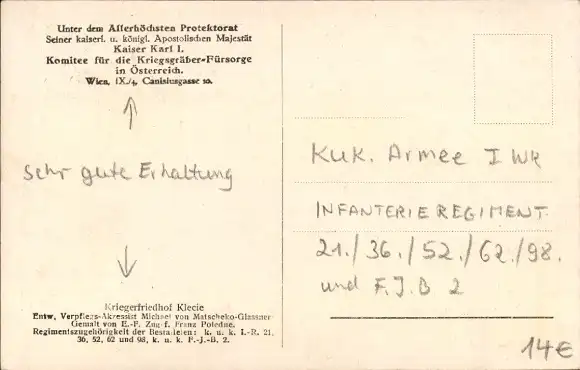 Unter dem Allerhöchsten Protektorat
Seiner kaiserl. u. königl. Apostolischen Majestät
Kaiser Karl I.
Komitee für die Kriegsgräber-Fürsorge
in Österreich.
Wien, IX./4, Canisiusgasse 10.
Sehr gute Erhaltung
Kriegerfriedhof Klecie
Entw. Verpflegs-Akzessist Michael von Matscheko-Glassner
Gemalt von E.-F. Zug-f. Franz Poledne.
Regimentszugehörigkeit der Bestatteten: k. u. k. I.-R. 21,
36, 52, 62 und 98, k. u. k. F.-J.-B. 2.
KuK. Armee I WK
INFANTERIEREGIMENT
21./36./52./62./98.
und F.J.B 2
14€